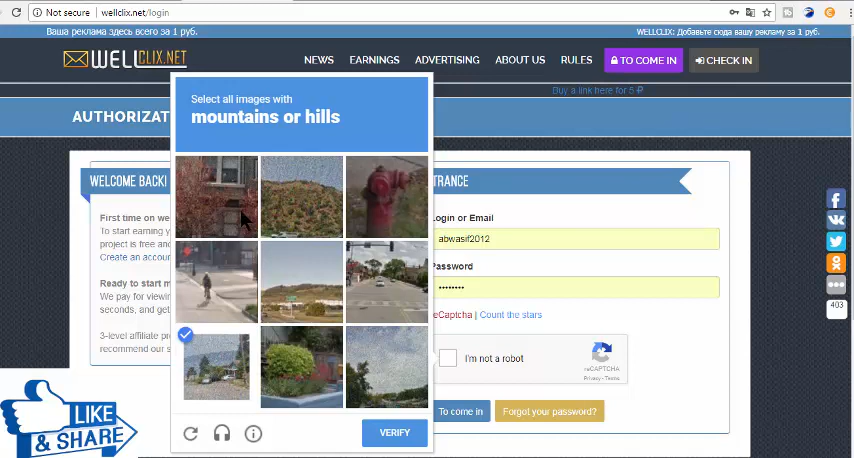 Not secure | wellclix.net/login
Ваша реклама здесь всего за 1 руб.
WELLCLIX: Добавьте сюда вашу рекламу за 1 руб.
WELLCLIX.NET
NEWS
EARNINGS
ADVERTISING
ABOUT US
RULES
TO COME IN
CHECK IN
Buy a link here for 5 ₽
AUTHORIZAT
Select all images with
mountains or hills
WELCOME BACK!
First time on we
To start earning y
project is free and
Create an accou
Ready to start m
We pay for viewin
seconds, and get
3-level affiliate pr
recommend our s
VERIFY
TRANCE
Login or Email
abwasif2012
Password
••••••••
eCaptcha | Count the stars
I'm not a robot
reCAPTCHA
Privacy - Terms
To come in
Forgot your password?
403
LIKE
& SHARE